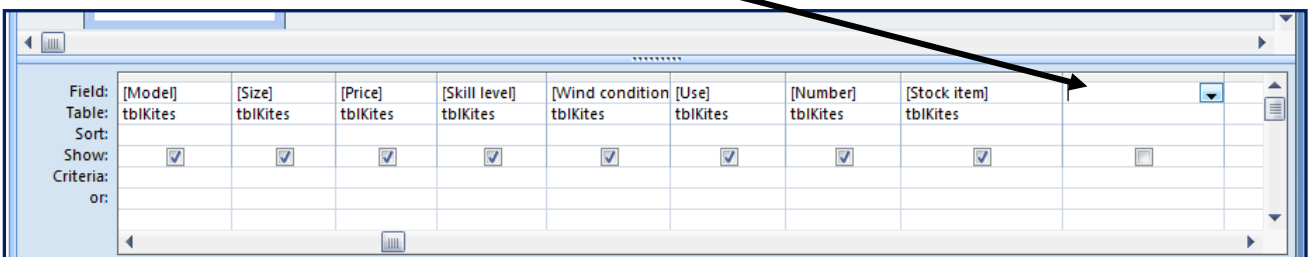 Field: [Model] [Size] [Price] [Skill level] [Wind condition [Use] [Number] [Stock item]
Table: tblKites tblKites tblKites tblKites tblKites tblKites tblKites tblKites
Sort:
Show:
Criteria:
or: